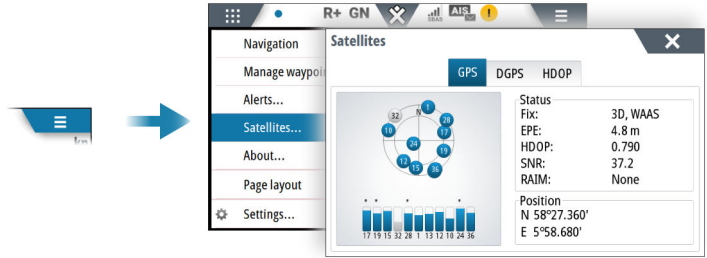 R+ GN
SBAS
AIS
!
Navigation
Manage waypoi
Alerts...
Satellites...
About...
Page layout
Settings...
Satellites
GPS DGPS HDOP
N
1
32
28
10
17
24
19
12
15
36
17 19 15 32 28 1 13 12 10 24 36
Status
Fix: 3D, WAAS
EPE: 4.8 m
HDOP: 0.790
SNR: 37.2
RAIM: None
Position
N 58°27.360'
E 5°58.680'